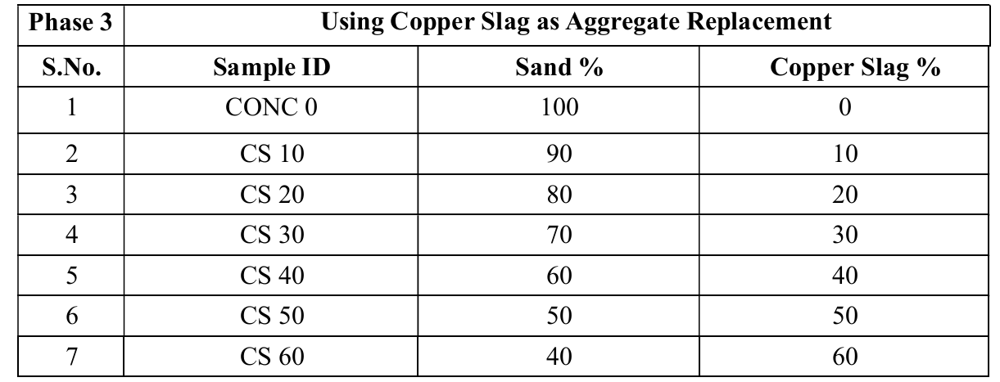 Phase 3 Using Copper Slag as Aggregate Replacement
S.No. Sample ID Sand % Copper Slag %
1 CONC 0 100 0
2 CS 10 90 10
3 CS 20 80 20
4 CS 30 70 30
5 CS 40 60 40
6 CS 50 50 50
7 CS 60 40 60